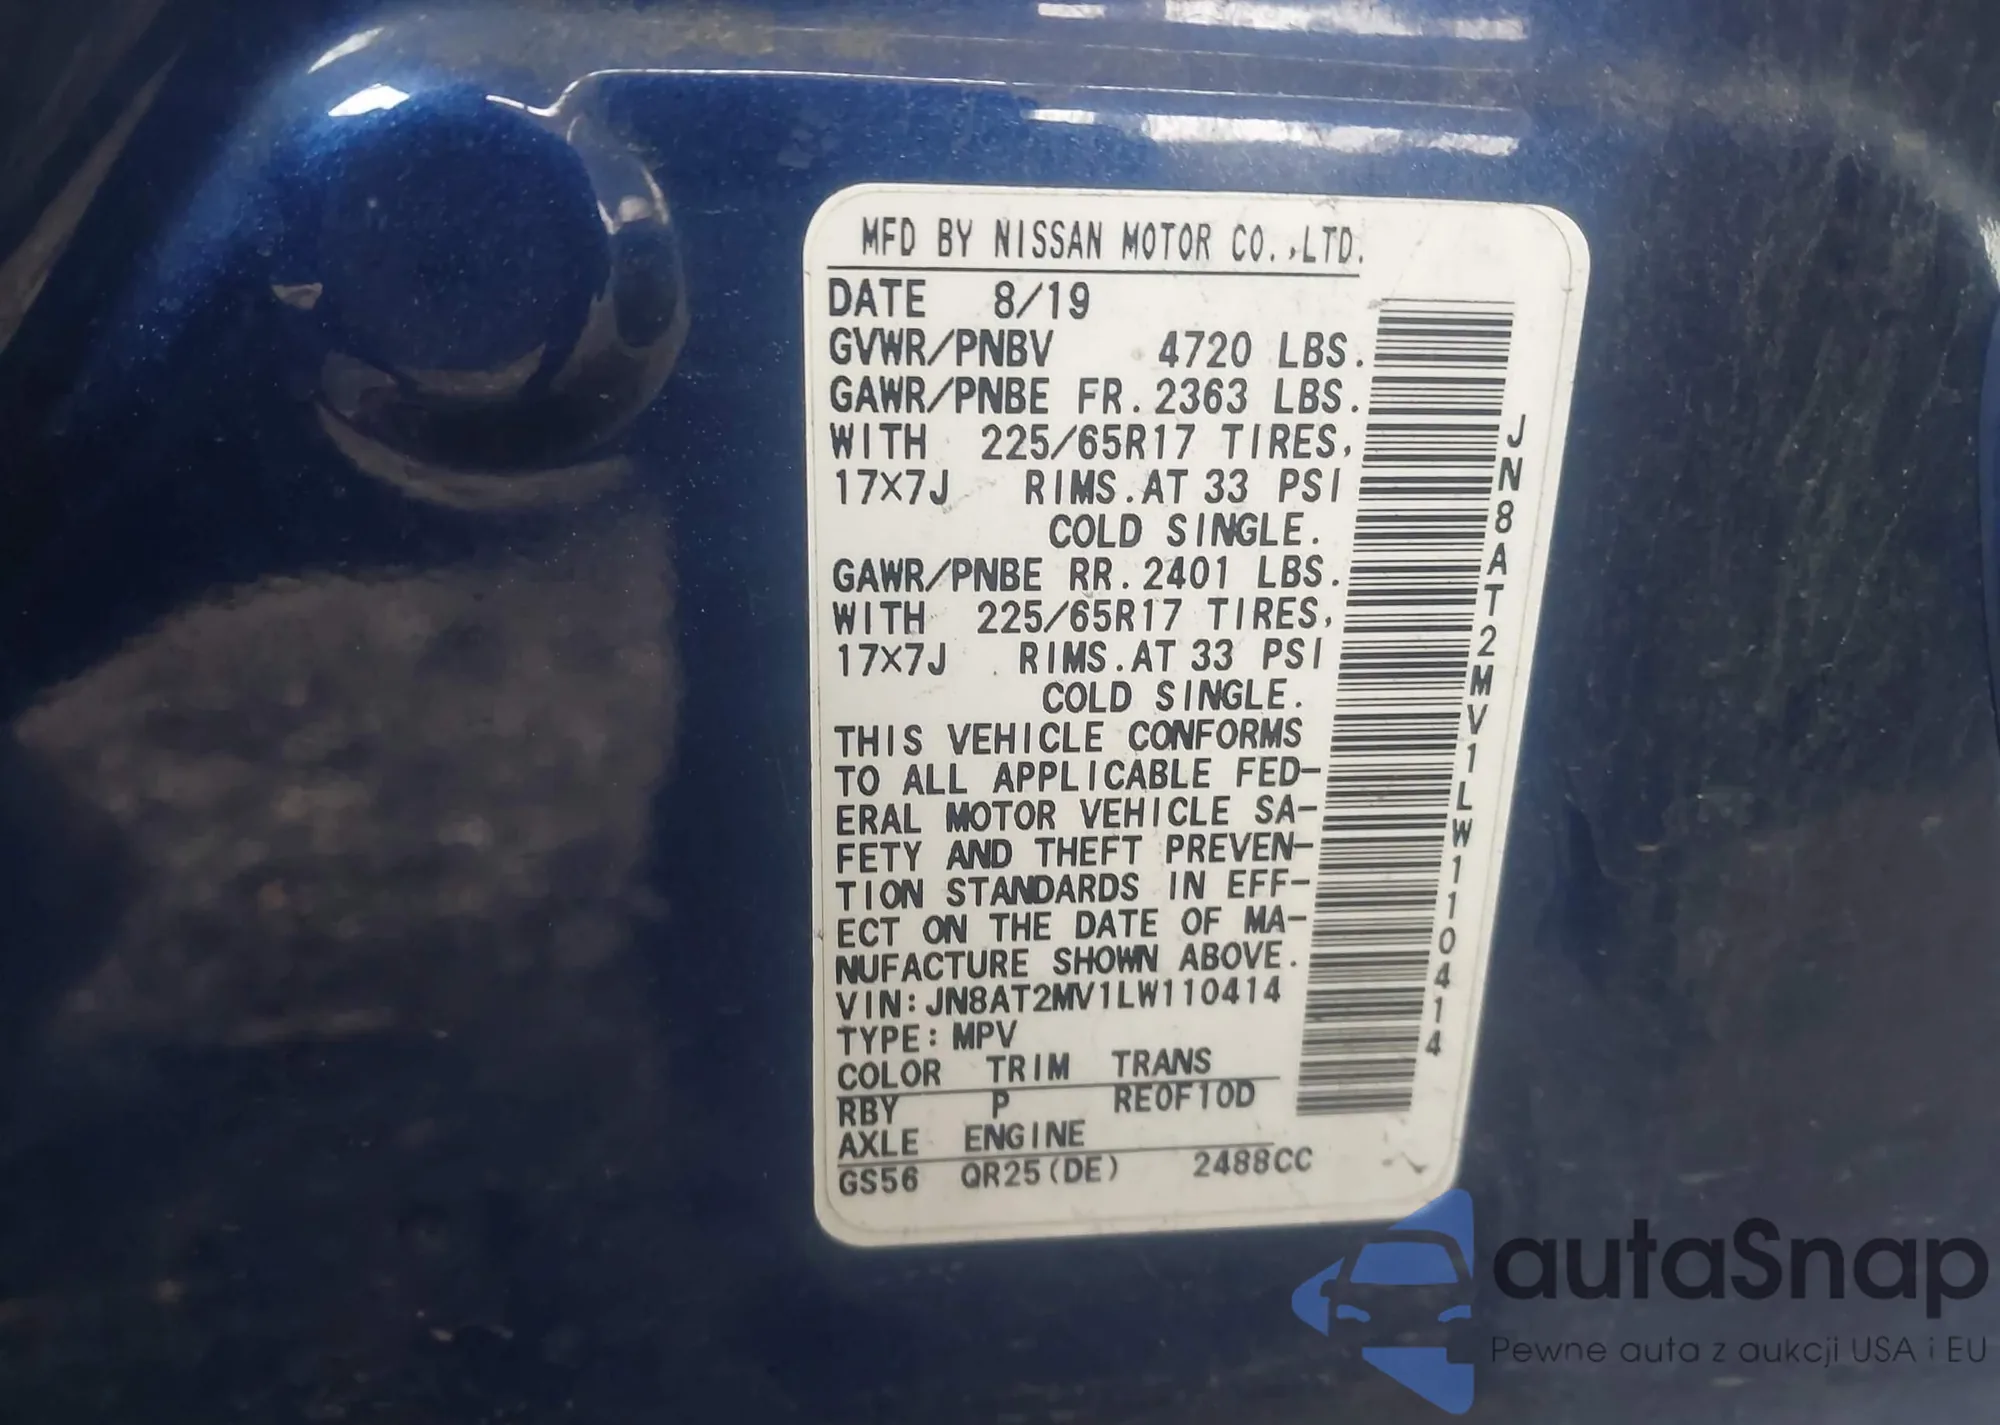 MFD BY NISSAN MOTOR CO.,LTD.
DATE 8/19
GVWR/PNBV 4720 LBS.
GAWR/PNBE FR. 2363 LBS.
WITH 225/65R17 TIRES,
17X7J RIMS. AT 33 PSI
COLD SINGLE.
GAWR/PNBE RR. 2401 LBS.
WITH 225/65R17 TIRES,
17X7J RIMS. AT 33 PSI
COLD SINGLE.
THIS VEHICLE CONFORMS
TO ALL APPLICABLE FED-
ERAL MOTOR VEHICLE SA-
FETY AND THEFT PREVEN-
TION STANDARDS IN EFF-
ECT ON THE DATE OF MA-
NUFACTURE SHOWN ABOVE.
VIN: JN8AT2MV1LW110414
TYPE: MPV
COLOR TRIM TRANS
RBY P RE0F10D
AXLE ENGINE
GS56 QR25(DE) 2488CC
JN8AT2MV1LW110414
autaSnap
Pewne auta z aukcji USA i EU